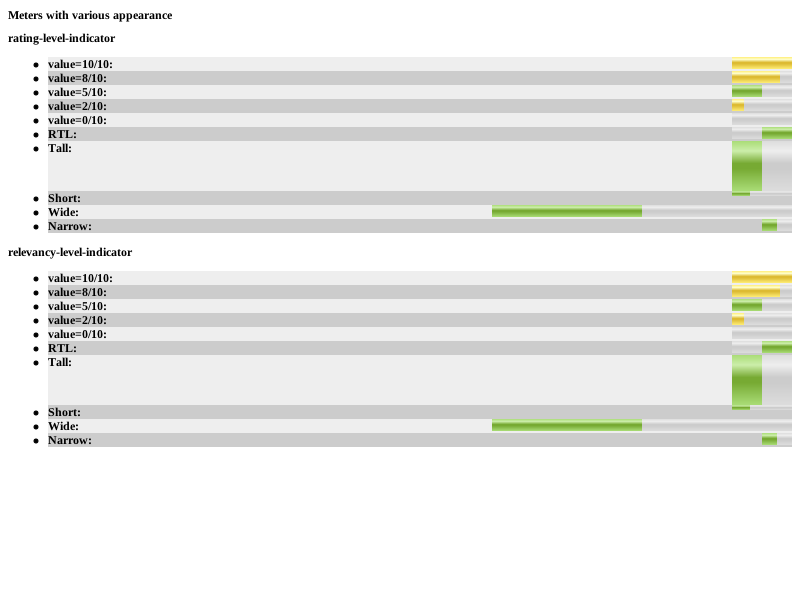 Meters with various appearance
rating-level-indicator
value=10/10:
value=8/10:
value=5/10:
value=2/10:
value=0/10:
RTL:
Tall:
Short:
Wide:
Narrow:
relevancy-level-indicator
value=10/10:
value=8/10:
value=5/10:
value=2/10:
value=0/10:
RTL:
Tall:
Short:
Wide:
Narrow: